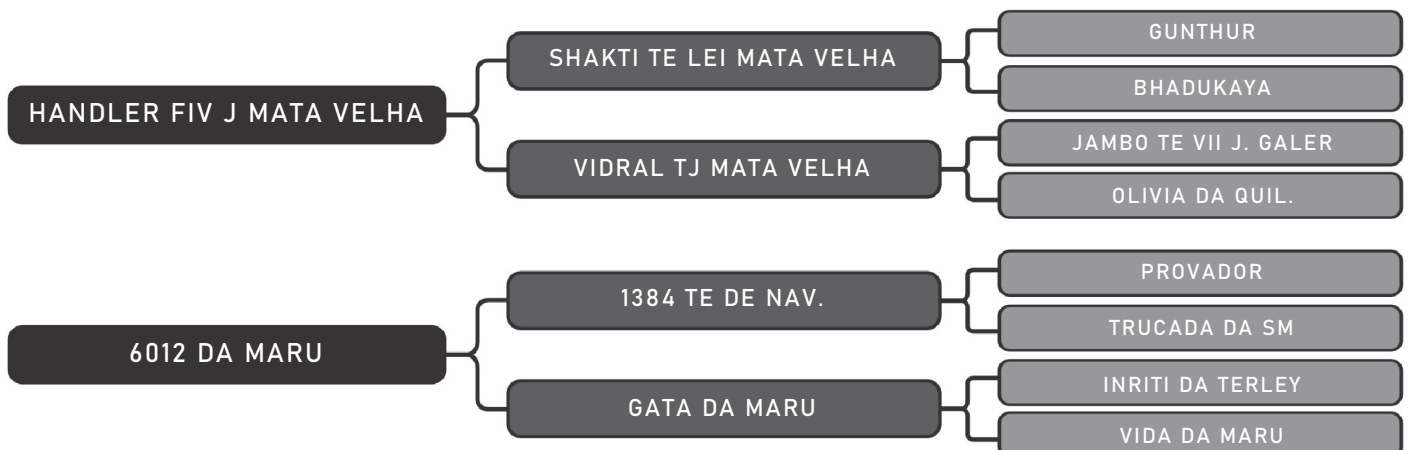 HANDLER FIV J MATA VELHA
SHAKTI TE LEI MATA VELHA
GUNTHUR
BHADUKAYA
VIDRAL TJ MATA VELHA
JAMBO TE VII J. GALER
OLIVIA DA QUIL.
6012 DA MARU
1384 TE DE NAV.
PROVADOR
TRUCADA DA SM
GATA DA MARU
INRITI DA TERLEY
VIDA DA MARU